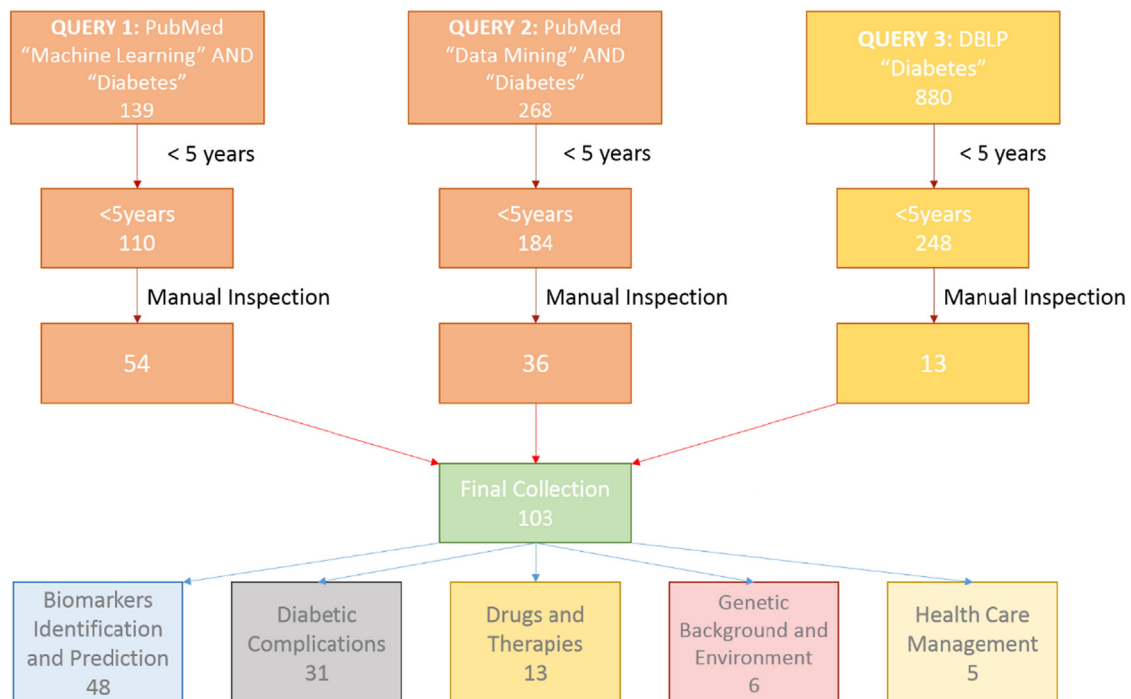 QUERY 1: PubMed
“Machine Learning” AND
“Diabetes”
139
QUERY 2: PubMed
“Data Mining” AND
“Diabetes”
268
QUERY 3: DBLP
“Diabetes”
880
< 5 years
< 5 years
< 5 years
<5years
110
<5years
184
<5years
248
Manual Inspection
Manual Inspection
Manual Inspection
54
36
13
Final Collection
103
Biomarkers
Identification
and Prediction
48
Diabetic
Complications
31
Drugs and
Therapies
13
Genetic
Background and
Environment
6
Health Care
Management
5